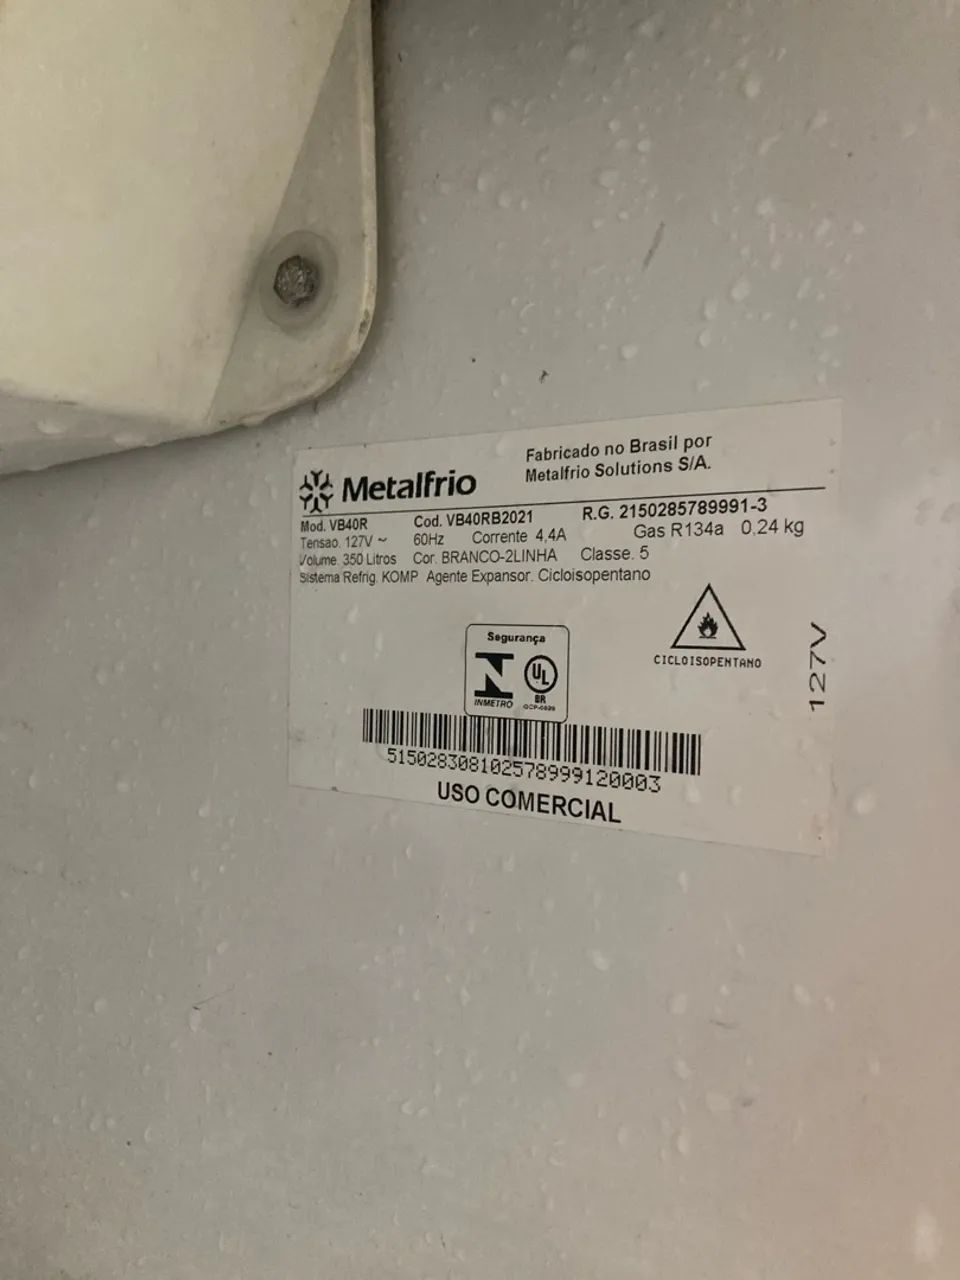 Metalfrio
Fabricado no Brasil por
Metalfrio Solutions S/A.
Mod. VB40R Cod. VB40RB2021 R.G. 2150285789991-3
Tensao. 127V ~ 60Hz Corrente 4,4A Gas R134a 0,24 kg
Volume. 350 Litros Cor. BRANCO-2LINHA Classe. 5
Sistema Refrig. KOMP Agente Expansor. Cicloisopentano
Segurança
UL
BR
INMETRO
CICLOISOPENTANO
127V
515028308102578999120003
USO COMERCIAL